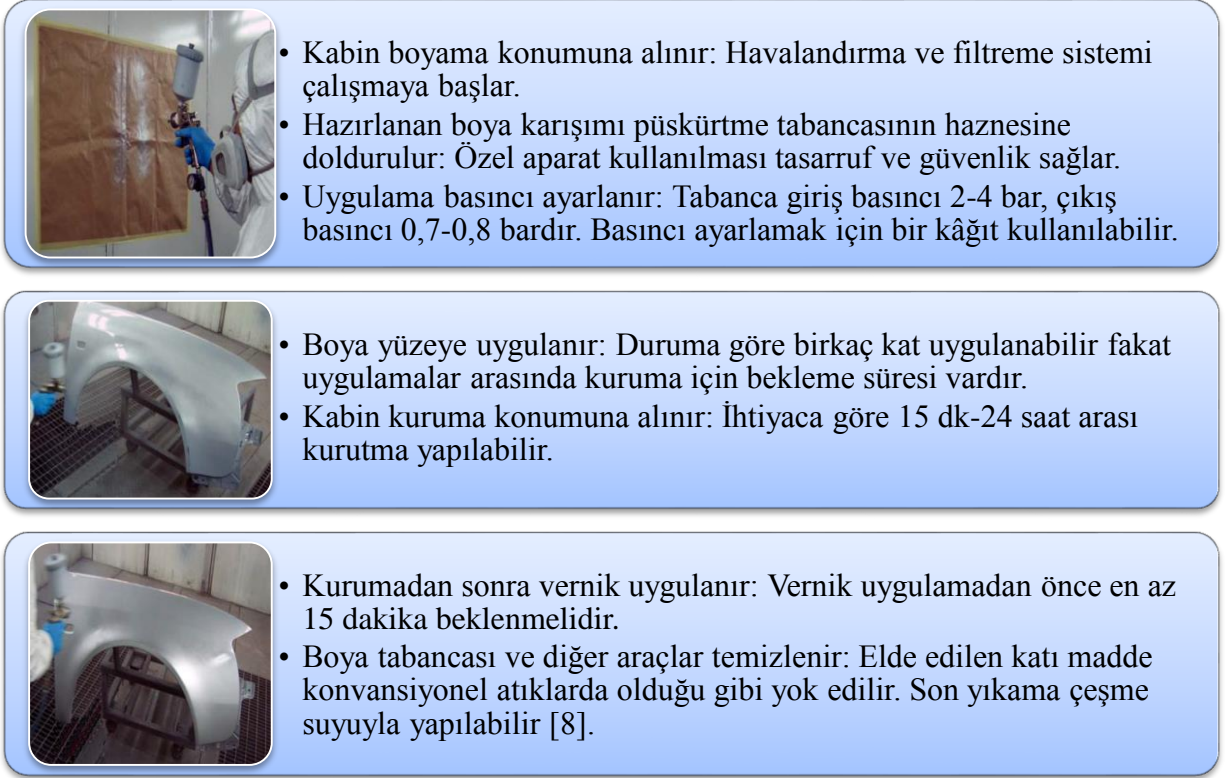 • Kabin boyama konumuna alınır: Havalandırma ve filtreme sistemi
çalışmaya başlar.
• Hazırlanan boya karışımı püskürtme tabancasının haznesine
doldurulur: Özel aparat kullanılması tasarruf ve güvenlik sağlar.
• Uygulama basıncı ayarlanır: Tabanca giriş basıncı 2-4 bar, çıkış
basıncı 0,7-0,8 bardır. Basıncı ayarlamak için bir kâğıt kullanılabilir.
• Boya yüzeye uygulanır: Duruma göre birkaç kat uygulanabilir fakat
uygulamalar arasında kuruma için bekleme süresi vardır.
• Kabin kuruma konumuna alınır: İhtiyaca göre 15 dk-24 saat arası
kurutma yapılabilir.
• Kurumadan sonra vernik uygulanır: Vernik uygulamadan önce en az
15 dakika beklenmelidir.
• Boya tabancası ve diğer araçlar temizlenir: Elde edilen katı madde
konvansiyonel atıklarda olduğu gibi yok edilir. Son yıkama çeşme
suyuyla yapılabilir [8].